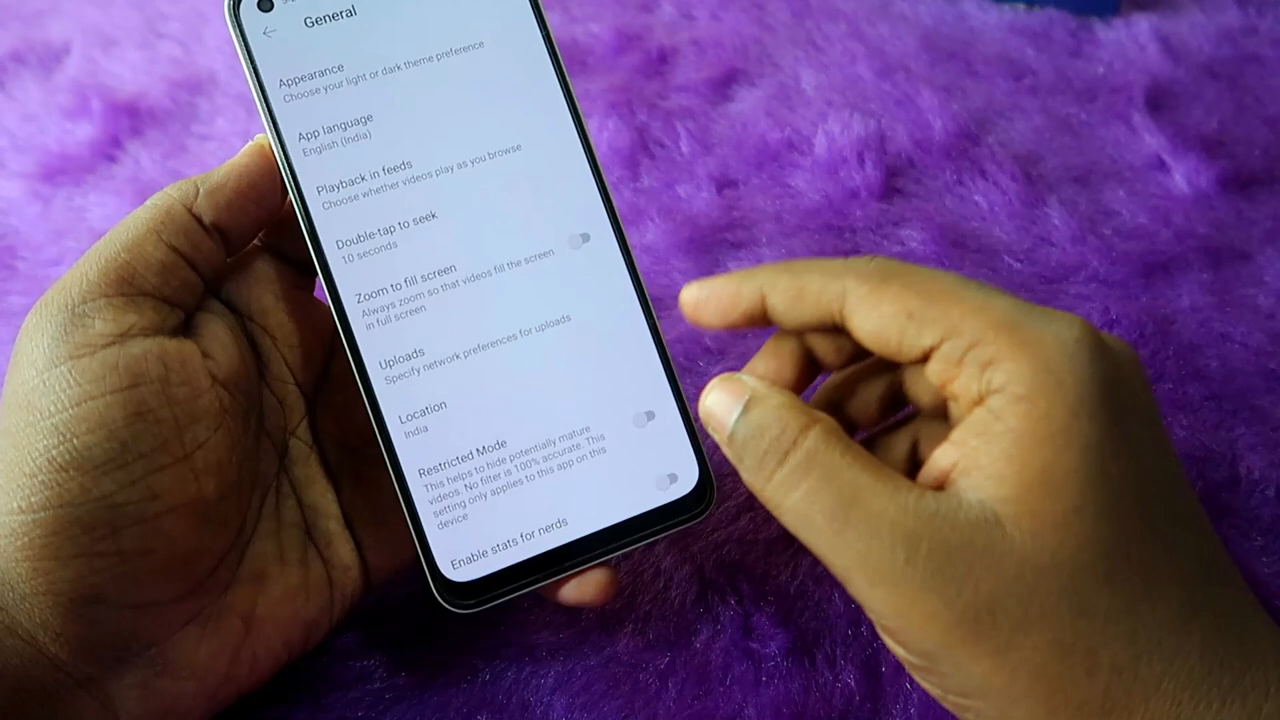 General
Appearance
Choose your light or dark theme preference
App language
English (India)
Playback in feeds
Choose whether videos play as you browse
Double-tap to seek
10 seconds
Zoom to fill screen
Always zoom so that videos fill the screen
in full screen
Uploads
Specify network preferences for uploads
Location
India
Restricted Mode
This helps to hide potentially mature
videos. No filter is 100% accurate. This
setting only applies to this app on this
device
Enable stats for nerds